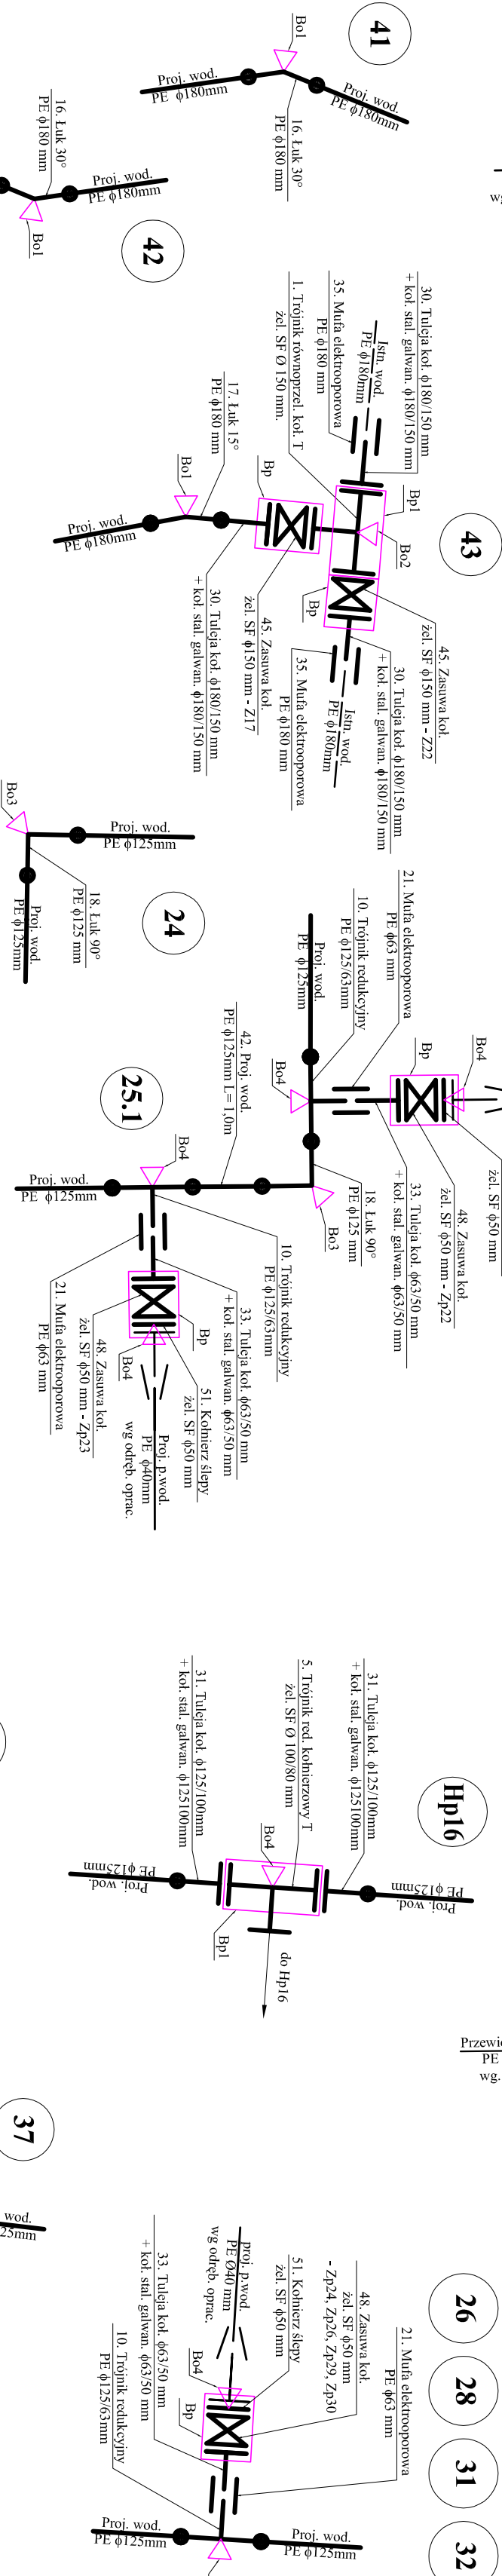 41
Bo1
Proj. wod.
PE ϕ180mm
Proj. wod.
PE ϕ180mm
16. Łuk 30°
PE ϕ180 mm
wg
16. Łuk 30°
PE ϕ180 mm
Proj. wod.
PE ϕ180mm
Bo1
42
30. Tuleja koł. ϕ180/150 mm
+ koł. stal. galwan. ϕ180/150 mm
35. Mufa elektrooporowa
PE ϕ180 mm
1. Trójnik równoprzel. koł. T
żel. SF Ø 150 mm.
Istn. wod.
PE ϕ180mm
17. Łuk 15°
PE ϕ180 mm
Bo1
Bp
Bp1
Bo2
43
Proj. wod.
PE ϕ180mm
Bp
45. Zasuwa koł.
żel. SF ϕ150 mm - Z22
30. Tuleja koł. ϕ180/150 mm
+ koł. stal. galwan. ϕ180/150 mm
45. Zasuwa koł.
żel. SF ϕ150 mm - Z17
30. Tuleja koł. ϕ180/150 mm
+ koł. stal. galwan. ϕ180/150 mm
35. Mufa elektrooporowa
PE ϕ180 mm
Istn. wod.
PE ϕ180mm
Bo3
Proj. wod.
PE ϕ125mm
18. Łuk 90°
PE ϕ125 mm
Proj. wod.
PE ϕ125mm
24
21. Mufa elektrooporowa
PE ϕ63 mm
10. Trójnik redukcyjny
PE ϕ125/63mm
Proj. wod.
PE ϕ125mm
42. Proj. wod.
PE ϕ125mm L= 1,0m
Bp
Bo4
Bo4
żel. SF ϕ50 mm
48. Zasuwa koł.
żel. SF ϕ50 mm - Zp22
33. Tuleja koł. ϕ63/50 mm
+ koł. stal. galwan. ϕ63/50 mm
18. Łuk 90°
PE ϕ125 mm
Bo3
25.1
Bo4
Proj. wod.
PE ϕ125mm
10. Trójnik redukcyjny
PE ϕ125/63mm
33. Tuleja koł. ϕ63/50 mm
+ koł. stal. galwan. ϕ63/50 mm
Bp
51. Kołnierz ślepy
żel. SF ϕ50 mm
Bo4
48. Zasuwa koł.
żel. SF ϕ50 mm - Zp23
21. Mufa elektrooporowa
PE ϕ63 mm
Proj. p.wod.
PE ϕ40mm
wg odręb. oprac.
31. Tuleja koł. ϕ125/100mm
+ koł. stal. galwan. ϕ125100mm
5. Trójnik red. kołnierzowy T
żel. SF Ø 100/80 mm
31. Tuleja koł. ϕ125/100mm
+ koł. stal. galwan. ϕ125100mm
Hp16
Bo4
Proj. wod.
PE ϕ125mm
Proj. wod.
PE ϕ125mm
Bp1
do Hp16
PE
wg.
37
wod.
25mm
proj. p.wod.
PE Ø40 mm
wg odręb. oprac.
51. Kołnierz ślepy
żel. SF ϕ50 mm
48. Zasuwa koł.
żel. SF ϕ50 mm
- Zp24, Zp26, Zp29, Zp30
21. Mufa elektrooporowa
PE ϕ63 mm
33. Tuleja koł. ϕ63/50 mm
+ koł. stal. galwan. ϕ63/50 mm
10. Trójnik redukcyjny
PE ϕ125/63mm
Bo4
Bp
Proj. wod.
PE ϕ125mm
Proj. wod.
PE ϕ125mm
26
28
31
32